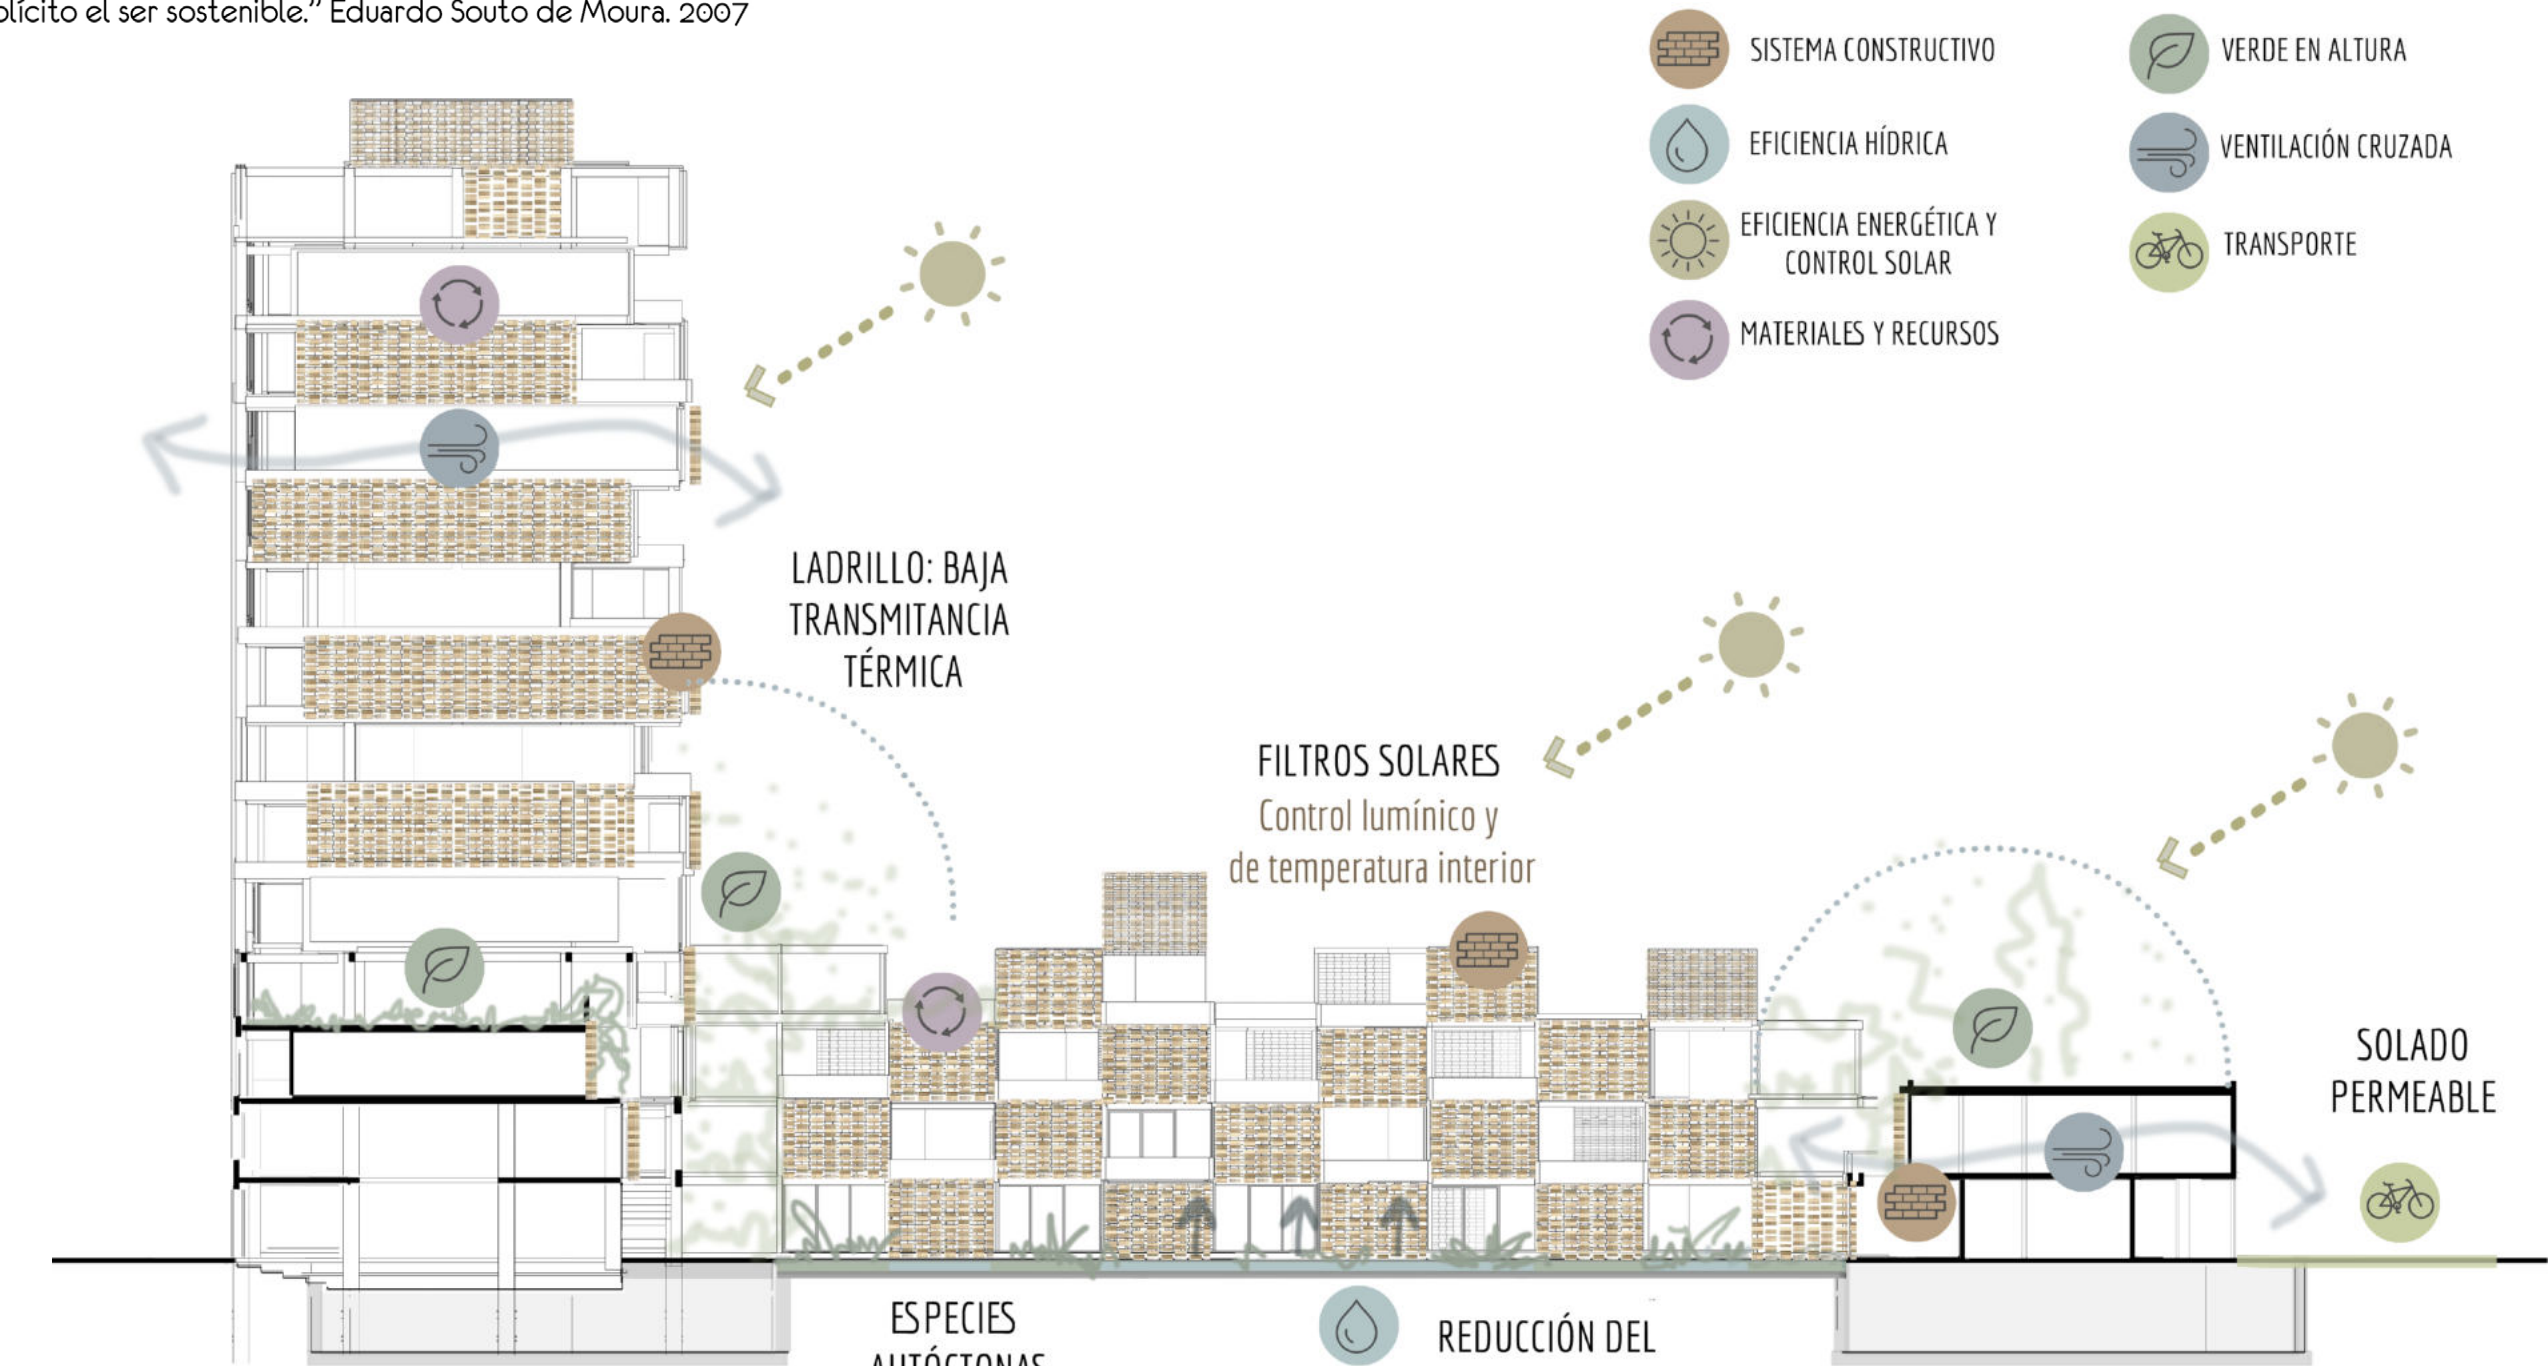 plícito el ser sostenible.” Eduardo Souto de Moura. 2007
SISTEMA CONSTRUCTIVO
EFICIENCIA HÍDRICA
EFICIENCIA ENERGÉTICA Y
CONTROL SOLAR
MATERIALES Y RECURSOS
VERDE EN ALTURA
VENTILACIÓN CRUZADA
TRANSPORTE
LADRILLO: BAJA
TRANSMITANCIA
TÉRMICA
FILTROS SOLARES
Control lumínico y
de temperatura interior
SOLADO
PERMEABLE
ESPECIES
AUTÓCTONAS
REDUCCIÓN DEL